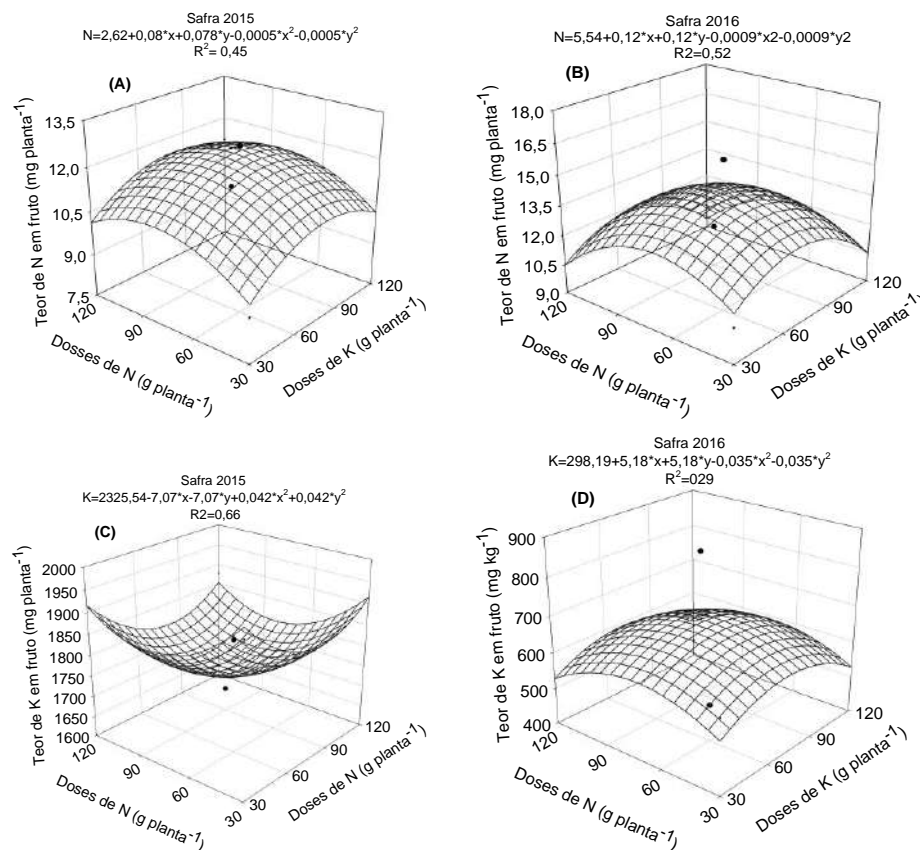 Safra 2015
N=2,62+0,08*x+0,078*y-0,0005*x²-0,0005*y²
R²= 0,45
(A)
Teor de N em fruto (mg planta⁻¹)
13,5
12,0
10,5
9,0
7,5
120
90
60
30
Dosses de N (g planta⁻¹)
30
60
90
120
Doses de K (g planta⁻¹)
Safra 2016
N=5,54+0,12*x+0,12*y-0,0009*x2-0,0009*y2
R2=0,52
(B)
Teor de N em fruto (mg planta⁻¹)
18,0
16,5
15,0
13,5
12,0
10,5
9,0
120
90
60
30
Doses de N (g planta⁻¹)
30
60
90
120
Doses de K (g planta⁻¹)
Safra 2015
K=2325,54-7,07*x-7,07*y+0,042*x²+0,042*y²
R2=0,66
(C)
Teor de K em fruto (mg planta⁻¹)
2000
1950
1900
1850
1800
1750
1700
1650
1600
120
90
60
30
Doses de N (g planta⁻¹)
30
60
90
120
Doses de N (g planta⁻¹)
Safra 2016
K=298,19+5,18*x+5,18*y-0,035*x²-0,035*y²
R²=029
(D)
Teor de K em fruto (mg kg⁻¹)
900
800
700
600
500
400
120
90
60
30
Doses de N (g planta⁻¹)
30
60
90
120
Doses de K (g planta⁻¹)